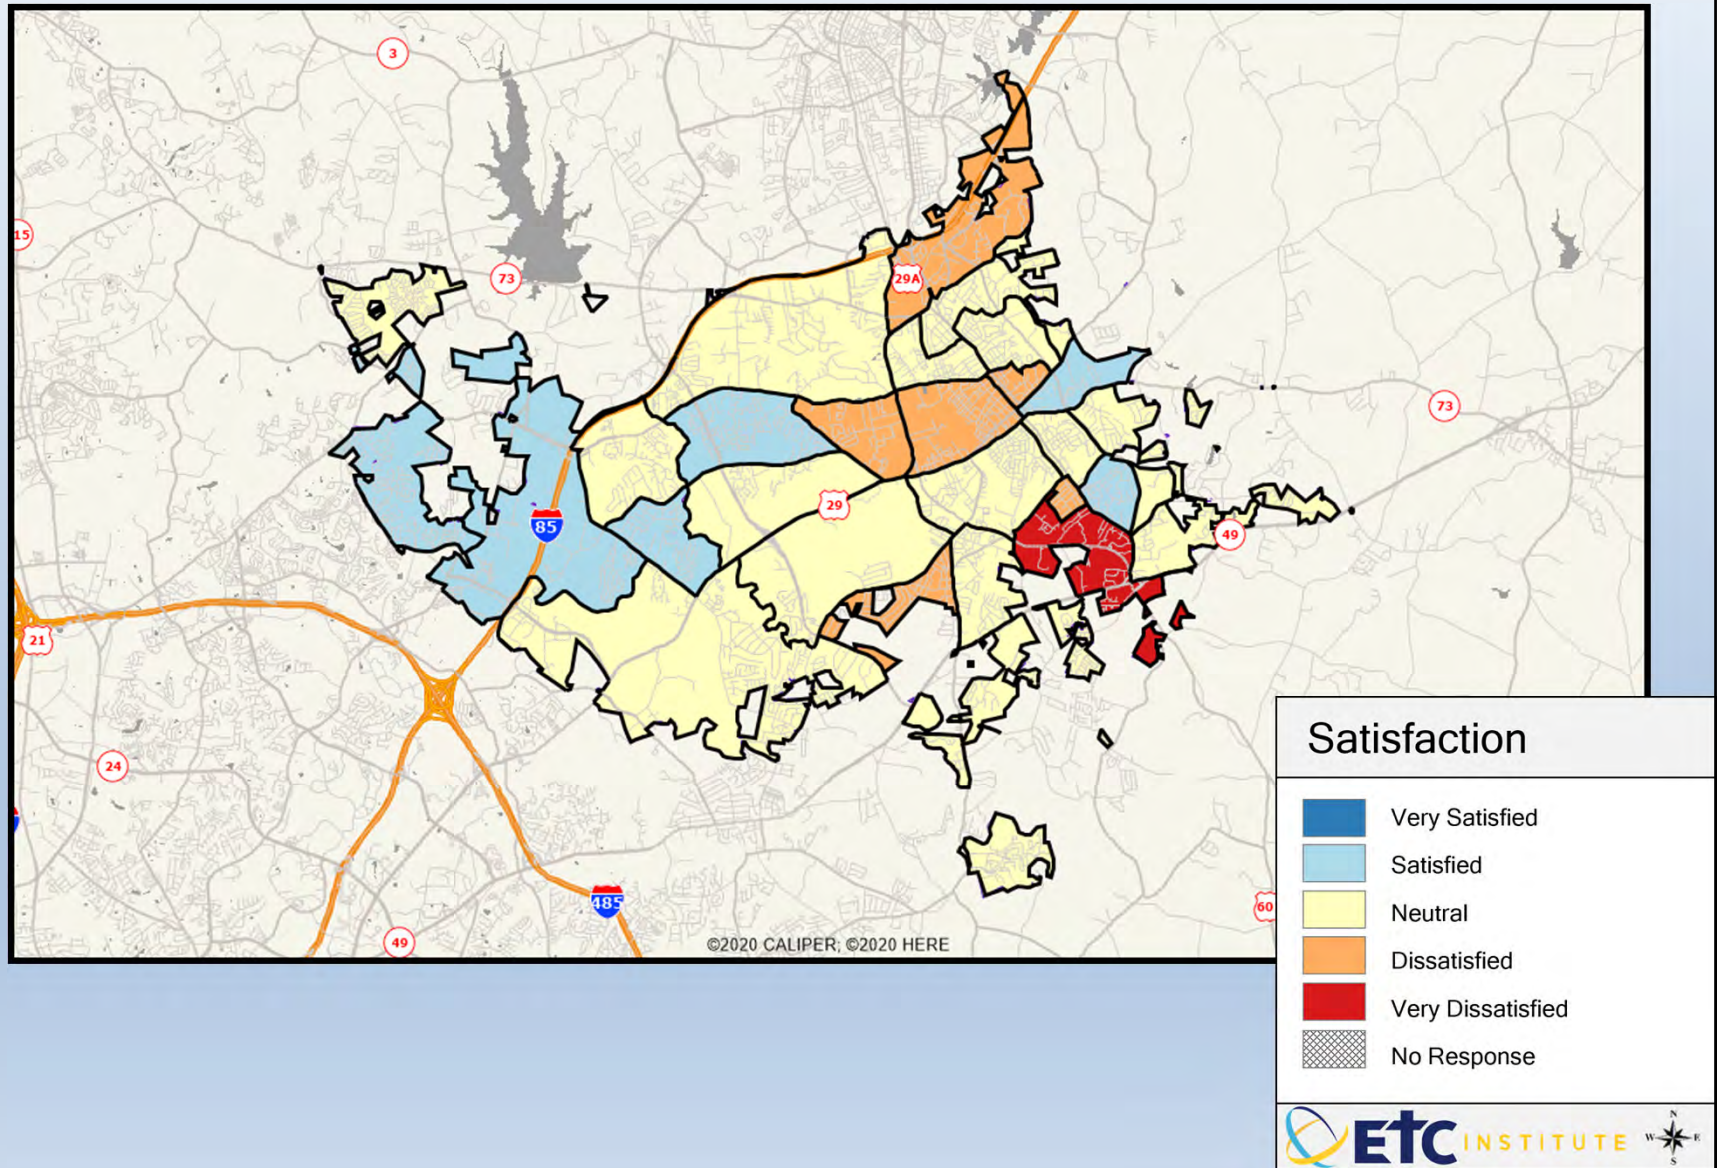 3
15
73
29A
73
29
85
49
21
24
485
60
49
©2020 CALIPER; ©2020 HERE
Satisfaction
Very Satisfied
Satisfied
Neutral
Dissatisfied
Very Dissatisfied
No Response
ETC INSTITUTE
N
W E
S